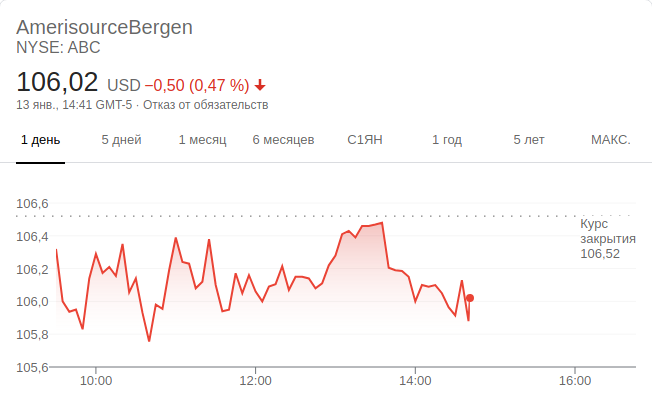 AmerisourceBergen
NYSE: ABC
106,02 USD −0,50 (0,47 %)
13 янв., 14:41 GMT-5 · Отказ от обязательств
1 день 5 дней 1 месяц 6 месяцев С1ЯН 1 год 5 лет МАКС.
106,6
Курс
106,4
закрытия
106,52
106,2
106,0
105,8
105,6
10:00 12:00 14:00 16:00